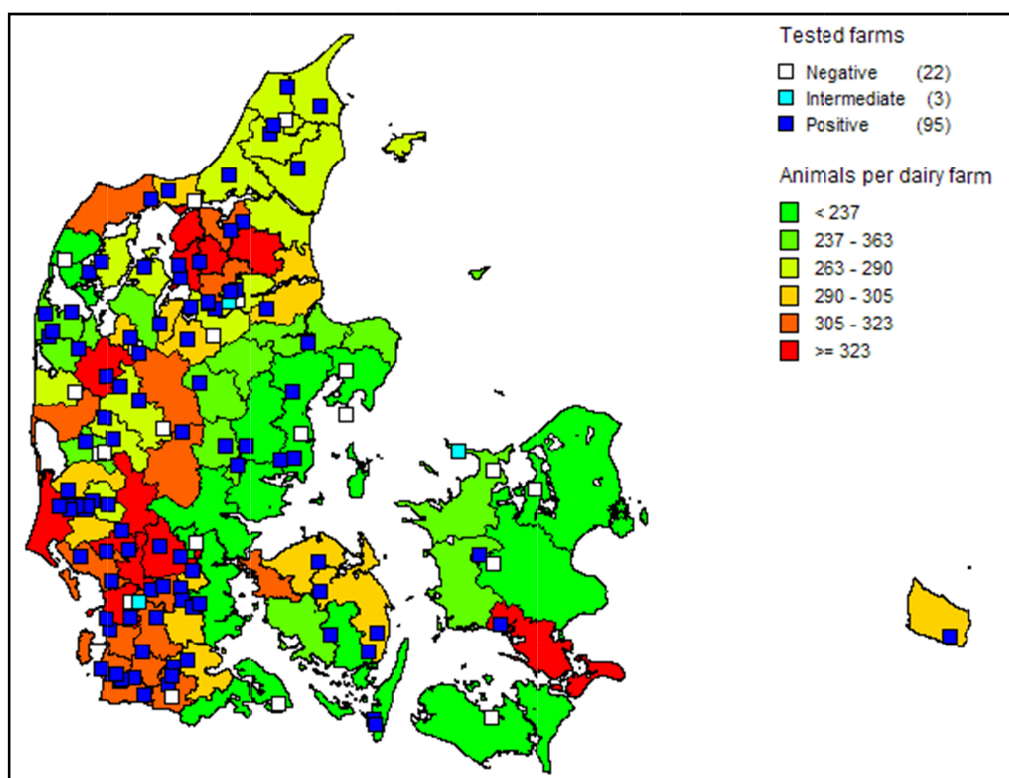 Tested farms
Negative (22)
Intermediate (3)
Positive (95)
Animals per dairy farm
< 237
237 - 363
263 - 290
290 - 305
305 - 323
>= 323